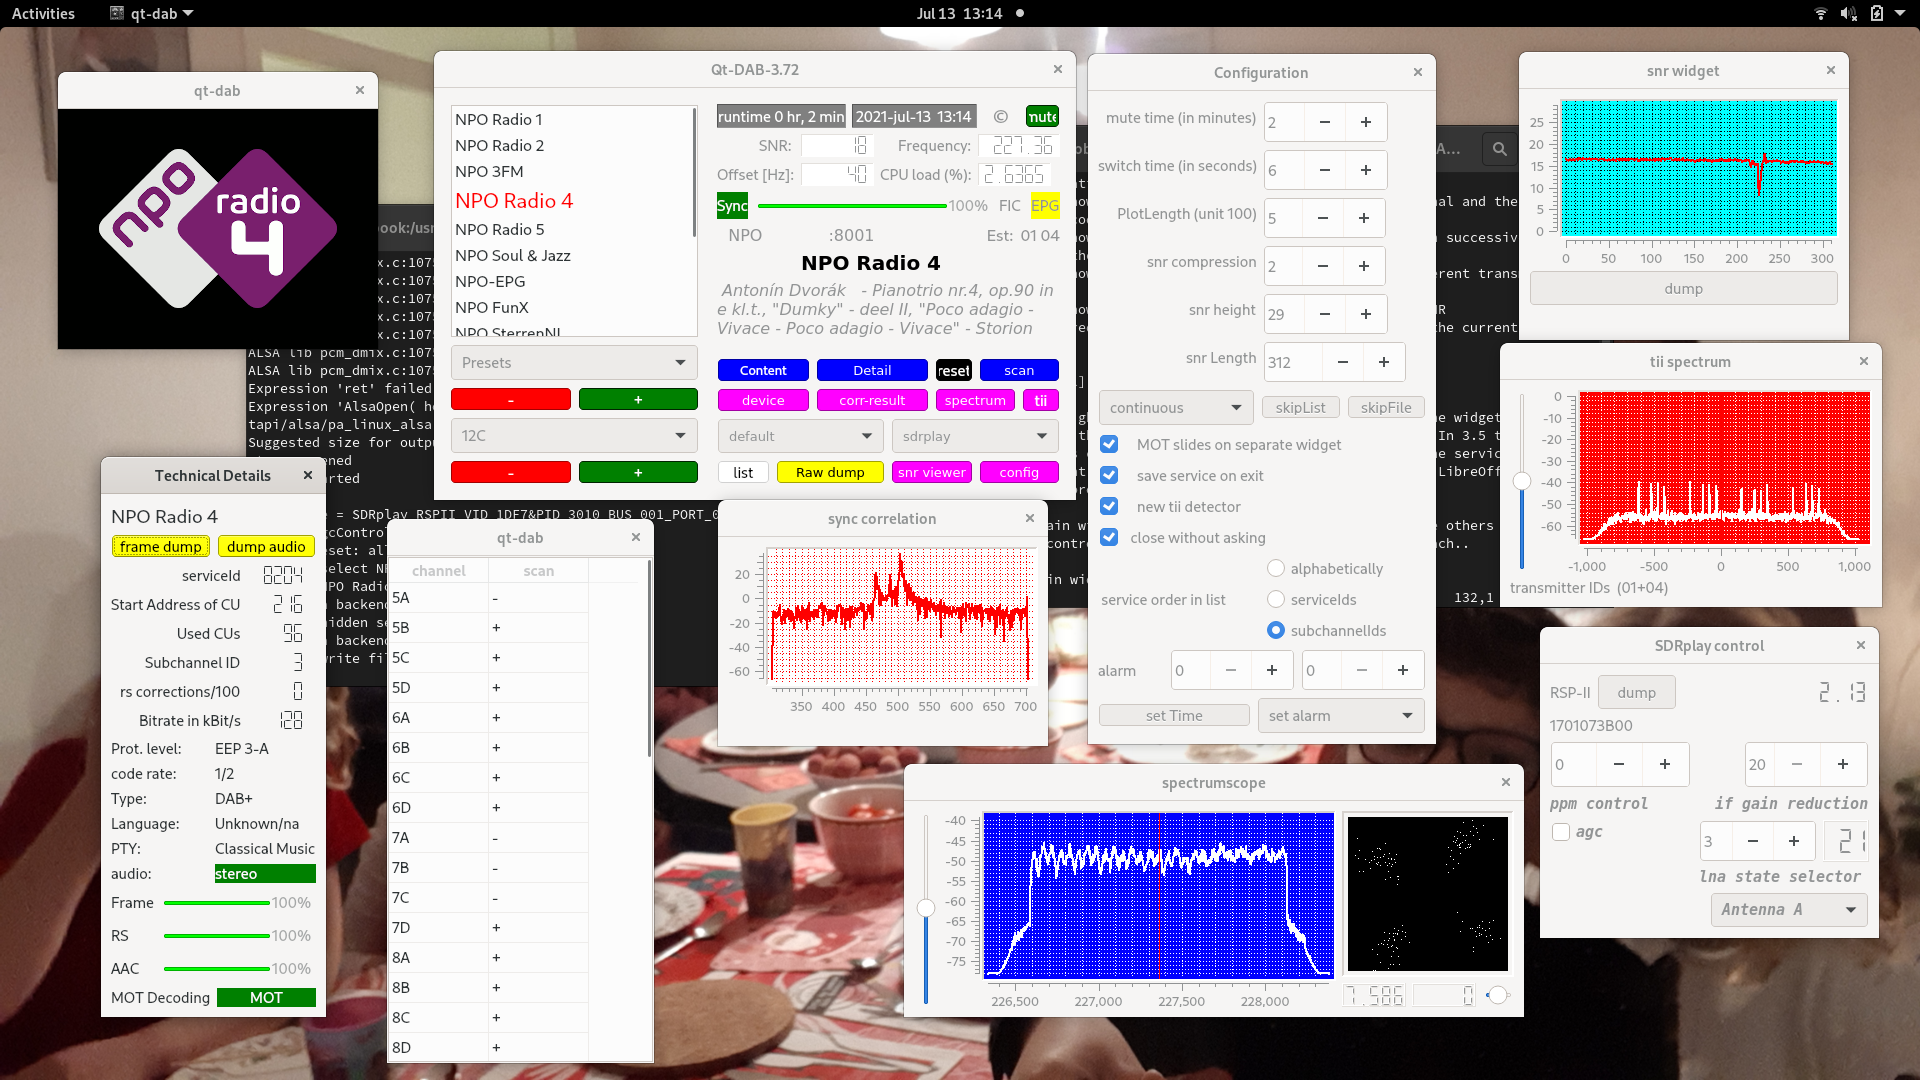 Activities
qt-dab
Jul 13 13:14
qt-dab
npo
radio
4
Qt-DAB-3.72
NPO Radio 1
NPO Radio 2
NPO 3FM
NPO Radio 4
NPO Radio 5
NPO Soul & Jazz
NPO-EPG
NPO FunX
NPO SterrenNL
Presets
-
+
12C
-
+
runtime 0 hr, 2 min
2021-jul-13 13:14
©
mute
SNR:
18
Frequency:
227.36
Offset [Hz]:
40
CPU load (%):
2.6365
Sync
100%
FIC
EPG
NPO
:8001
Est: 01 04
NPO Radio 4
Antonín Dvorák - Pianotrio nr.4, op.90 in
e kl.t., "Dumky" - deel II, "Poco adagio -
Vivace - Poco adagio - Vivace" - Storion
Content
Detail
reset
scan
device
corr-result
spectrum
tii
default
sdrplay
list
Raw dump
snr viewer
config
Configuration
mute time (in minutes)
2
−
+
switch time (in seconds)
6
−
+
PlotLength (unit 100)
5
−
+
snr compression
2
−
+
snr height
29
−
+
snr Length
312
−
+
continuous
skipList
skipFile
MOT slides on separate widget
save service on exit
new tii detector
close without asking
service order in list
alphabetically
serviceIds
subchannelIds
alarm
0
−
+
0
−
+
set Time
set alarm
snr widget
25
20
15
10
5
0
0
50
100
150
200
250
300
dump
tii spectrum
0
-10
-20
-30
-40
-50
-60
-1,000
-500
0
500
1,000
transmitter IDs (01+04)
SDRplay control
RSP-II
dump
2.13
1701073B00
0
−
+
20
−
+
ppm control
if gain reduction
agc
3
−
+
21
lna state selector
Antenna A
Technical Details
NPO Radio 4
frame dump
dump audio
serviceId
8204
Start Address of CU
216
Used CUs
96
Subchannel ID
3
rs corrections/100
0
Bitrate in kBit/s
128
Prot. level:
EEP 3-A
code rate:
1/2
Type:
DAB+
Language:
Unknown/na
PTY:
Classical Music
audio:
stereo
Frame
100%
RS
100%
AAC
100%
MOT Decoding
MOT
qt-dab
channel
scan
5A -
5B +
5C +
5D +
6A +
6B +
6C +
6D +
7A -
7B -
7C -
7D +
8A +
8B +
8C +
8D +
sync correlation
20
0
-20
-40
-60
350
400
450
500
550
600
650
700
spectrumscope
-40
-45
-50
-55
-60
-65
-70
-75
226,500
227,000
227,500
228,000
7.586
0
ALSA lib pcm_dmix.c:1075
ALSA lib pcm_dmix.c:1075
Expression 'ret' failed
Expression 'AlsaOpen( ho
tapi/alsa/pa_linux_alsa.
Suggested size for outpu
= SDRplay RSPII VID 1DF7&PID 3010 BUS 001_PORT_0
132,1